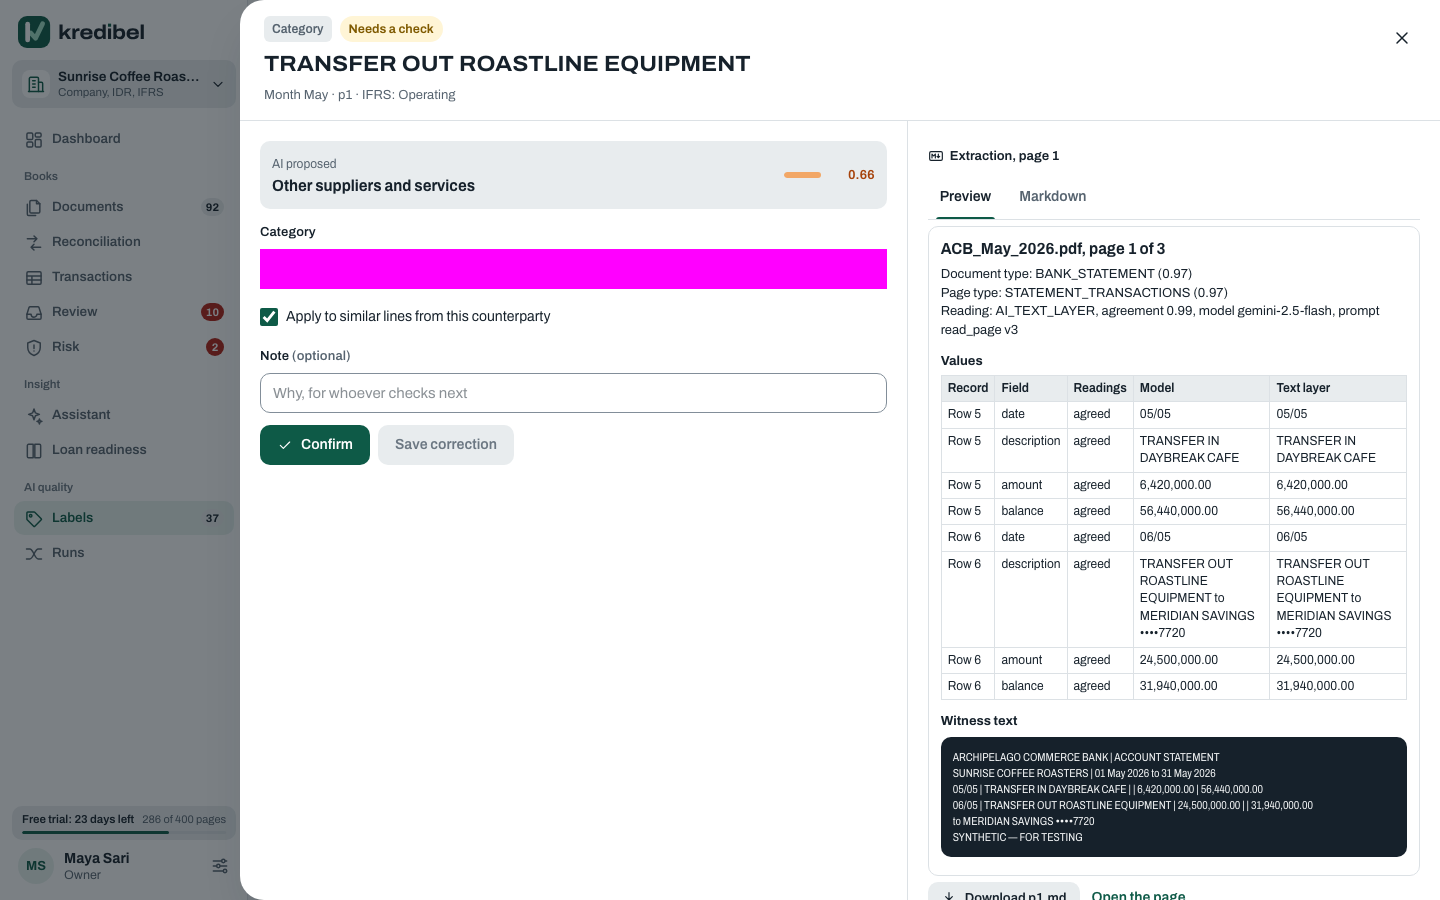 kredibel
Sunrise Coffee Roas...
Company, IDR, IFRS
Dashboard
Books
Documents 92
Reconciliation
Transactions
Review 10
Risk 2
Insight
Assistant
Loan readiness
AI quality
Labels 37
Runs
Free trial: 23 days left 286 of 400 pages
MS
Maya Sari
Owner
Category Needs a check
TRANSFER OUT ROASTLINE EQUIPMENT
Month May · p1 · IFRS: Operating
AI proposed
Other suppliers and services
0.66
Category
Apply to similar lines from this counterparty
Note (optional)
Why, for whoever checks next
Confirm Save correction
Extraction, page 1
Preview Markdown
ACB_May_2026.pdf, page 1 of 3
Document type: BANK_STATEMENT (0.97)
Page type: STATEMENT_TRANSACTIONS (0.97)
Reading: AI_TEXT_LAYER, agreement 0.99, model gemini-2.5-flash, prompt
read_page v3
Values
Record Field Readings Model Text layer
Row 5 date agreed 05/05 05/05
Row 5 description agreed TRANSFER IN TRANSFER IN
DAYBREAK CAFE DAYBREAK CAFE
Row 5 amount agreed 6,420,000.00 6,420,000.00
Row 5 balance agreed 56,440,000.00 56,440,000.00
Row 6 date agreed 06/05 06/05
Row 6 description agreed TRANSFER OUT TRANSFER OUT
ROASTLINE ROASTLINE
EQUIPMENT to EQUIPMENT to
MERIDIAN SAVINGS MERIDIAN SAVINGS
••••7720 ••••7720
Row 6 amount agreed 24,500,000.00 24,500,000.00
Row 6 balance agreed 31,940,000.00 31,940,000.00
Witness text
ARCHIPELAGO COMMERCE BANK | ACCOUNT STATEMENT
SUNRISE COFFEE ROASTERS | 01 May 2026 to 31 May 2026
05/05 | TRANSFER IN DAYBREAK CAFE | | 6,420,000.00 | 56,440,000.00
06/05 | TRANSFER OUT ROASTLINE EQUIPMENT | 24,500,000.00 | | 31,940,000.00
to MERIDIAN SAVINGS ••••7720
SYNTHETIC — FOR TESTING
Download p1.md Open the page